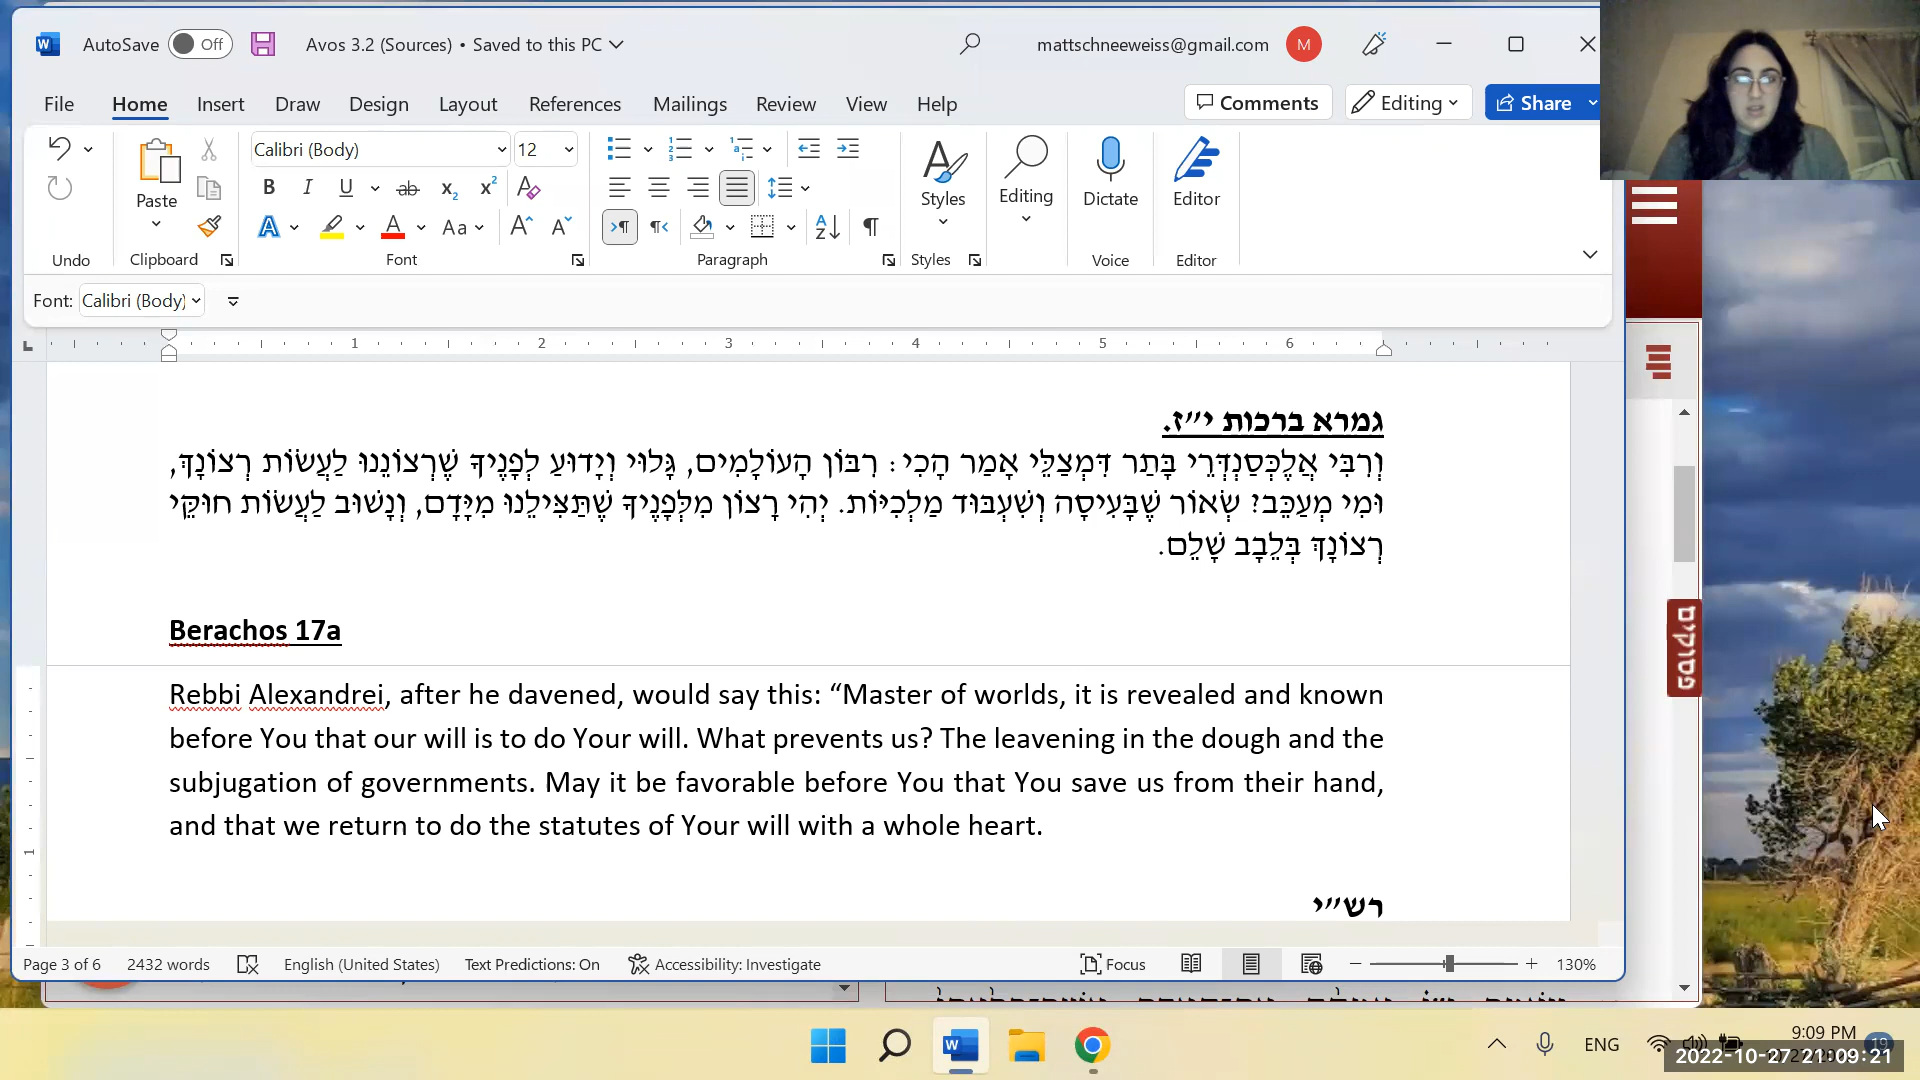 AutoSave Off Avos 3.2 (Sources) • Saved to this PC mattschneeweiss@gmail.com M
File Home Insert Draw Design Layout References Mailings Review View Help Comments Editing Share
Calibri (Body) 12
Paste Styles Editing Dictate Editor
Undo Clipboard Font Paragraph Styles Voice Editor
Font: Calibri (Body)
1 2 3 4 5 6
גמרא ברכות י״ז.
וְרִבִּי אֲלֶכְּסַנְדְּרֵי בָּתַר דִּמְצַלֵּי אָמַר הָכִי: רִבּוֹן הָעוֹלָמִים, גָּלוּי וְיָדוּעַ לְפָנֶיךָ שֶׁרְצוֹנֵנוּ לַעֲשׂוֹת רְצוֹנָךְ,
וּמִי מְעַכֵּב? שְׂאוֹר שֶׁבָּעִיסָה וְשִׁעְבּוּד מַלְכִיּוֹת. יְהִי רָצוֹן מִלְּפָנֶיךָ שֶׁתַּצִּילֵנוּ מִיָּדָם, וְנָשׁוּב לַעֲשׂוֹת חוּקֵּי
רְצוֹנָךְ בְּלֵבָב שָׁלֵם.
Berachos 17a
Rebbi Alexandrei, after he davened, would say this: “Master of worlds, it is revealed and known
before You that our will is to do Your will. What prevents us? The leavening in the dough and the
subjugation of governments. May it be favorable before You that You save us from their hand,
and that we return to do the statutes of Your will with a whole heart.
רש״י
פסוקים
Page 3 of 6 2432 words English (United States) Text Predictions: On Accessibility: Investigate Focus 130%
ENG 9:09 PM 19
2022-10-27 21:09:21